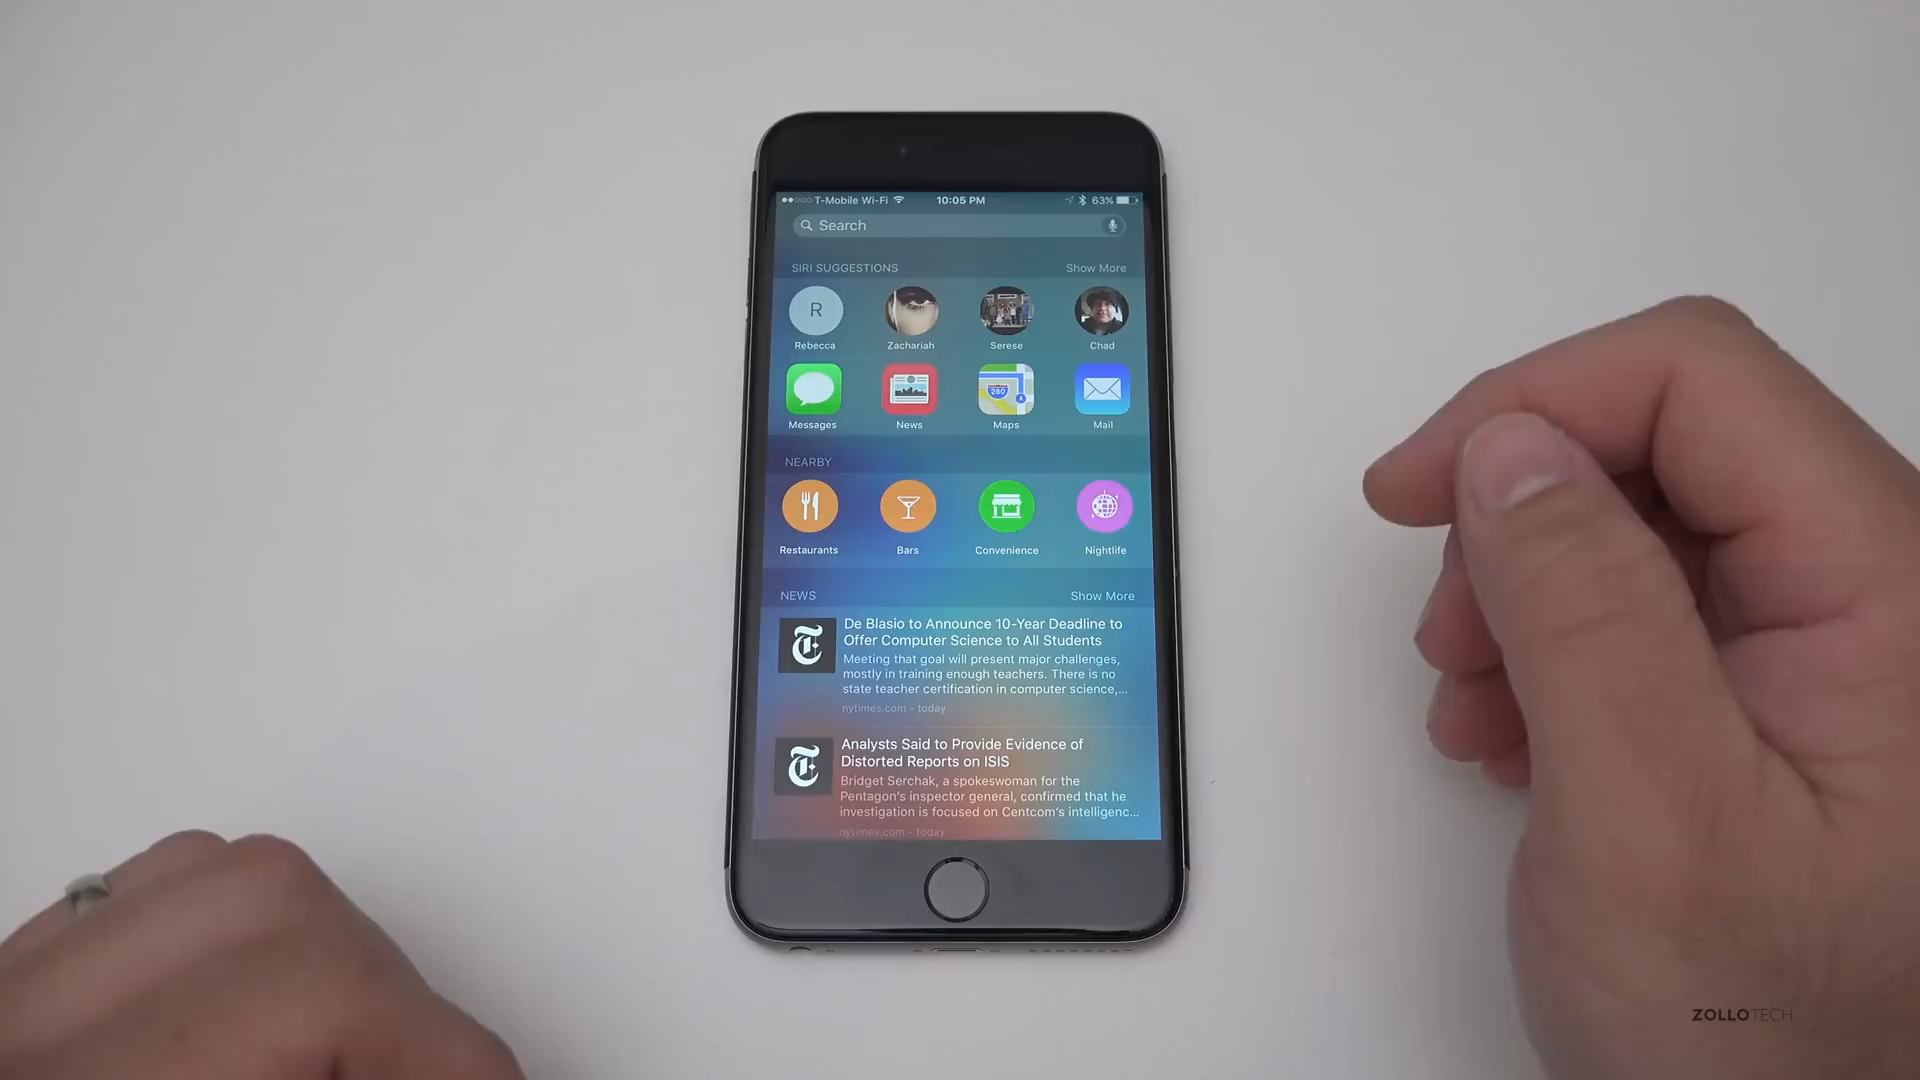 T-Mobile Wi-Fi 10:05 PM 63%
Search
SIRI SUGGESTIONS Show More
R
Rebecca Zachariah Serese Chad
280
Messages News Maps Mail
NEARBY
Restaurants Bars Convenience Nightlife
NEWS Show More
De Blasio to Announce 10-Year Deadline to
Offer Computer Science to All Students
Meeting that goal will present major challenges,
mostly in training enough teachers. There is no
state teacher certification in computer science,...
nytimes.com - today
Analysts Said to Provide Evidence of
Distorted Reports on ISIS
Bridget Serchak, a spokeswoman for the
Pentagon's inspector general, confirmed that he
investigation is focused on Centcom's intelligenc...
nytimes.com - today
ZOLLOTECH